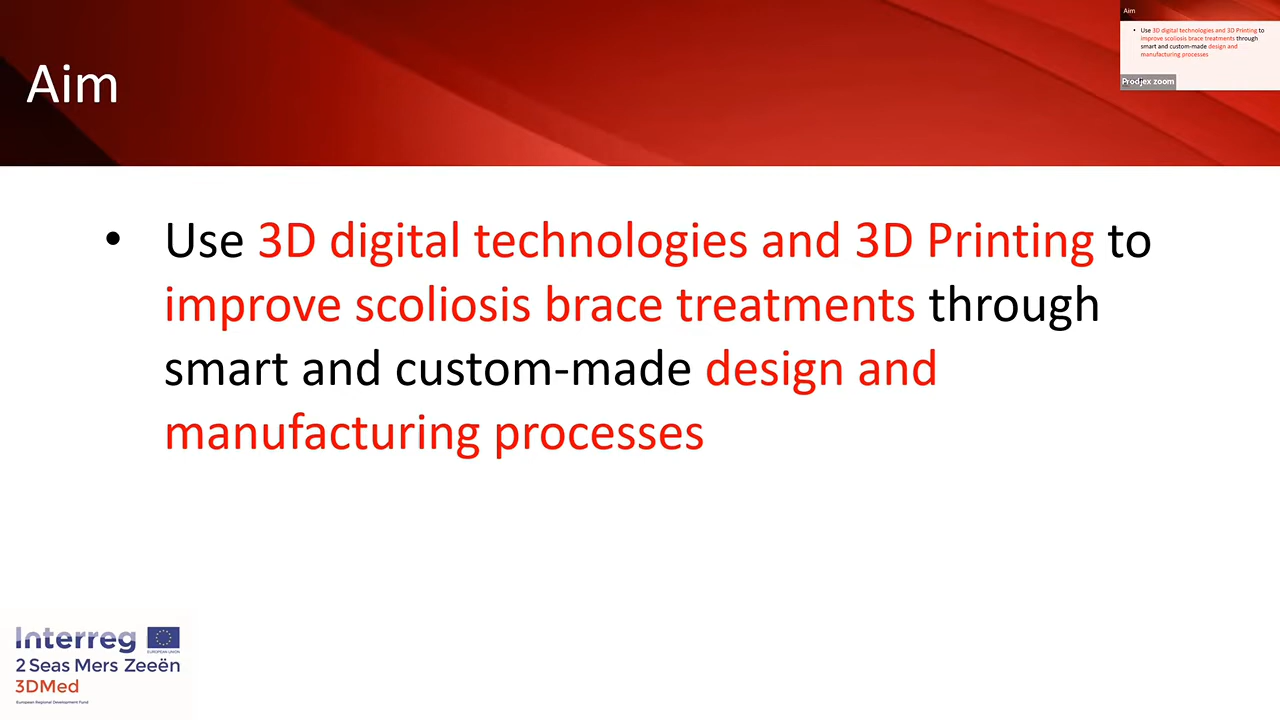 Aim
• Use 3D digital technologies and 3D Printing to
improve scoliosis brace treatments through
smart and custom-made design and
manufacturing processes
Aim
• Use 3D digital technologies and 3D Printing to
improve scoliosis brace treatments through
smart and custom-made design and
manufacturing processes
Prodjex zoom
Interreg
EUROPEAN UNION
2 Seas Mers Zeeën
3DMed
European Regional Development Fund